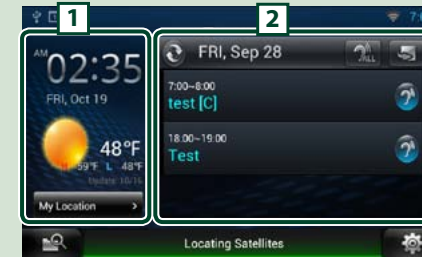 1
2
AM 02:35
FRI, Oct 19
48°F
H 59°F L 48°F
Update: 10/16
My Location >
FRI, Sep 28
ALL
7:00~8:00
test [C]
18:00~19:00
Test
Locating Satellites